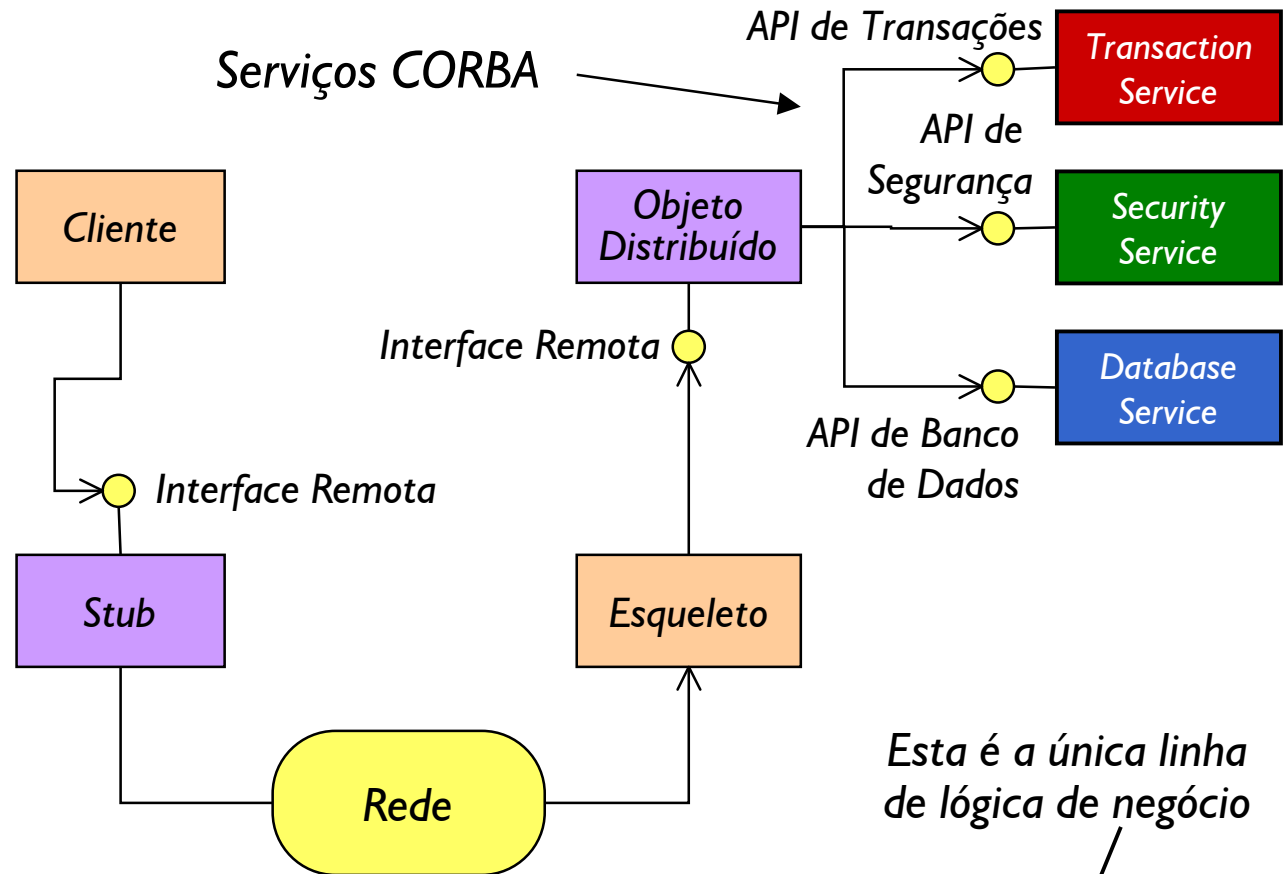 API de Transações
Transaction
Service
Serviços CORBA
API de
Segurança
Cliente
Objeto
Distribuído
Security
Service
Interface Remota
Database
Service
API de Banco
de Dados
Interface Remota
Stub
Esqueleto
Rede
Esta é a única linha
de lógica de negócio